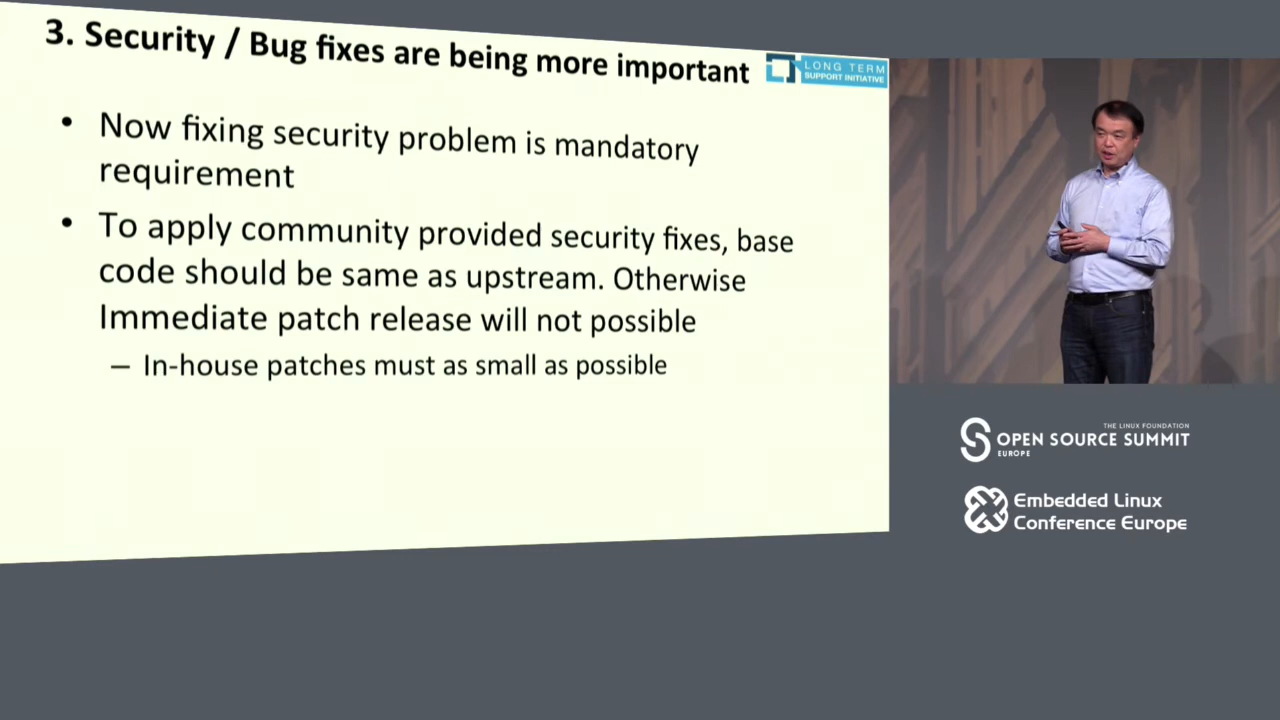 3. Security / Bug fixes are being more important
LONG TERM
SUPPORT INITIATIVE
• Now fixing security problem is mandatory
requirement
• To apply community provided security fixes, base
code should be same as upstream. Otherwise
Immediate patch release will not possible
– In-house patches must as small as possible
THE LINUX FOUNDATION
OPEN SOURCE SUMMIT
EUROPE
Embedded Linux
Conference Europe